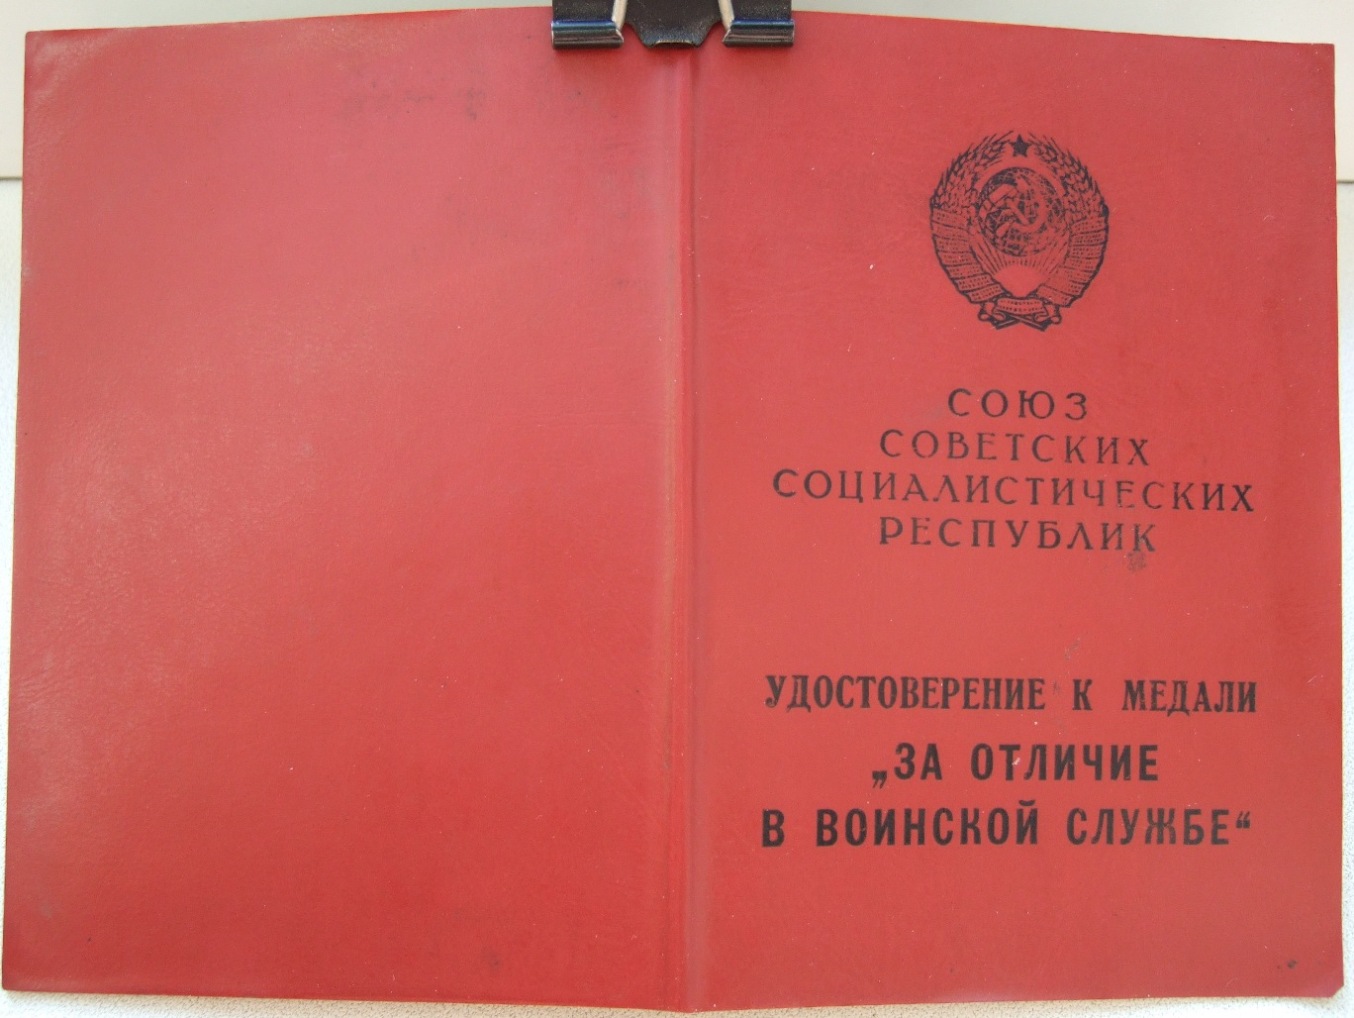 СОЮЗ
СОВЕТСКИХ
СОЦИАЛИСТИЧЕСКИХ
РЕСПУБЛИК
УДОСТОВЕРЕНИЕ К МЕДАЛИ
„ЗА ОТЛИЧИЕ
В ВОИНСКОЙ СЛУЖБЕ“